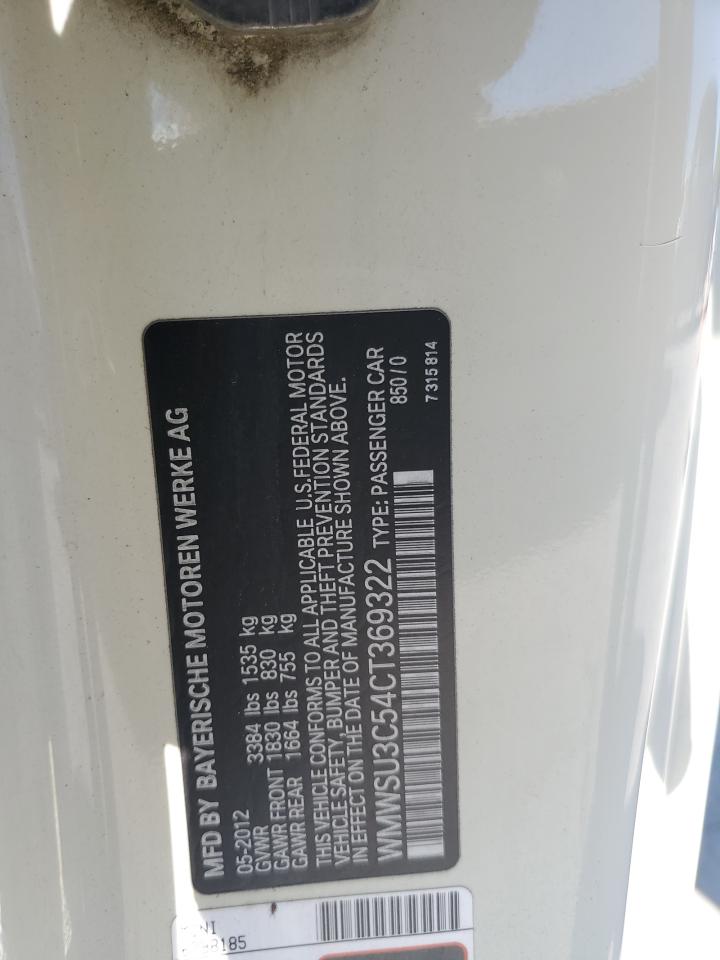 MFD BY BAYERISCHE MOTOREN WERKE AG
05-2012
GVWR 3384 lbs 1535 kg
GAWR FRONT 1830 lbs 830 kg
GAWR REAR 1664 lbs 755 kg
THIS VEHICLE CONFORMS TO ALL APPLICABLE U.S.FEDERAL MOTOR
VEHICLE SAFETY, BUMPER AND THEFT PREVENTION STANDARDS
IN EFFECT ON THE DATE OF MANUFACTURE SHOWN ABOVE.
WMWSU3C54CT369322 TYPE: PASSENGER CAR
850/0
7315814